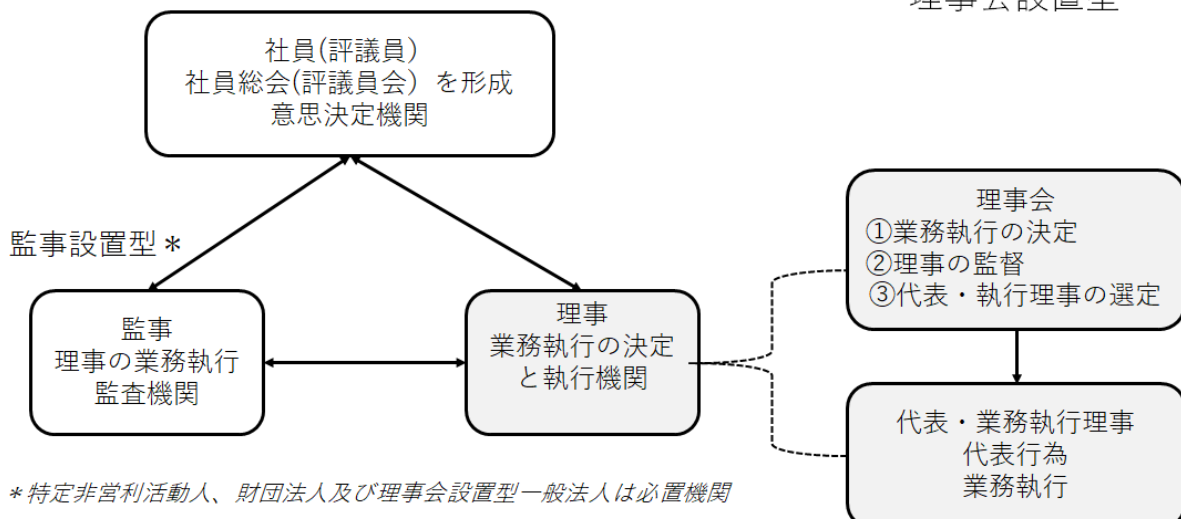 理事会設置型
社員(評議員)
社員総会(評議員会）を形成
意思決定機関
監事設置型＊
監事
理事の業務執行
監査機関
理事
業務執行の決定
と執行機関
理事会
①業務執行の決定
②理事の監督
③代表・執行理事の選定
代表・業務執行理事
代表行為
業務執行
＊特定非営利活動人、財団法人及び理事会設置型一般法人は必置機関